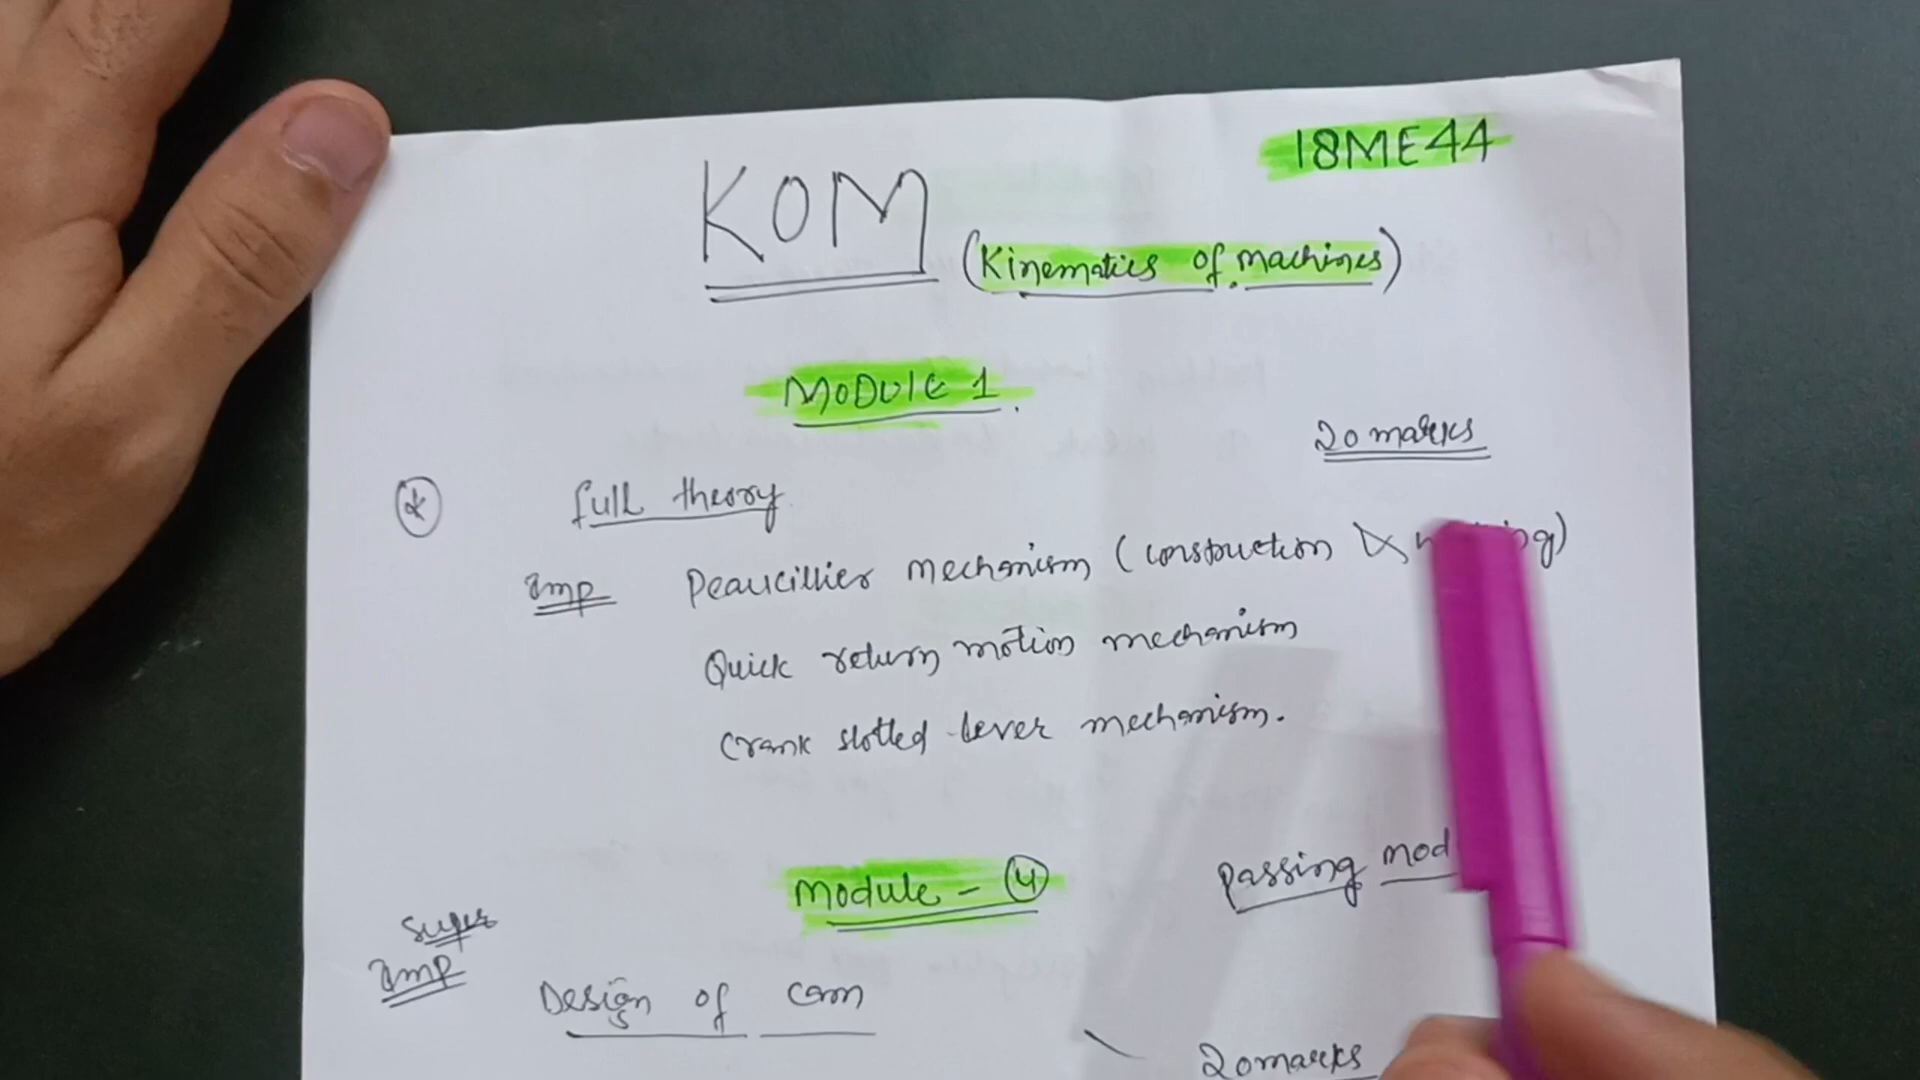 18ME44
KOM
(Kinematics of machines)
MODULE 1.
20 marks
full theory
Imp Peaucillier mechanism (construction &
Quick return motion mechanism
Crank slotted lever mechanism.
Module - 4
Passing
Super
Imp
Design of cam
20marks